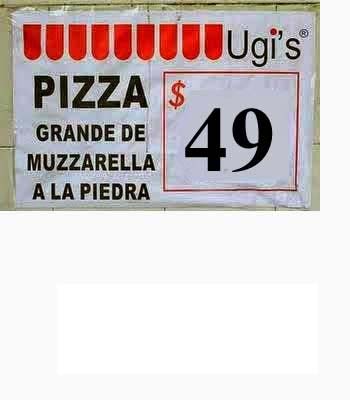 Ugi's®
PIZZA
GRANDE DE
MUZZARELLA
A LA PIEDRA
$
49